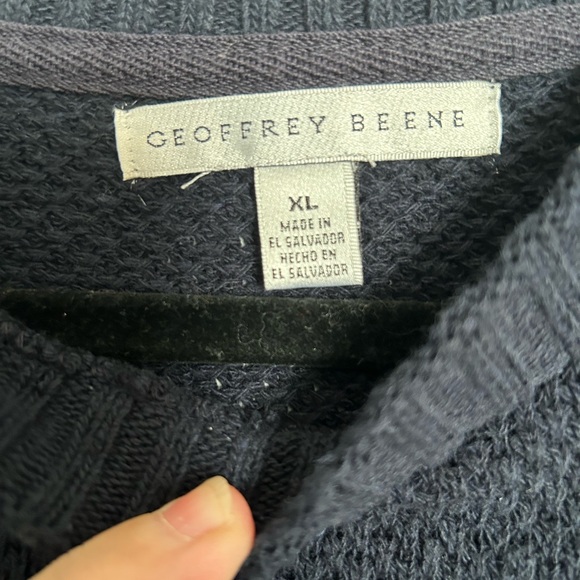 GEOFFREY BEENE
XL
MADE IN
EL SALVADOR
HECHO EN
EL SALVADOR